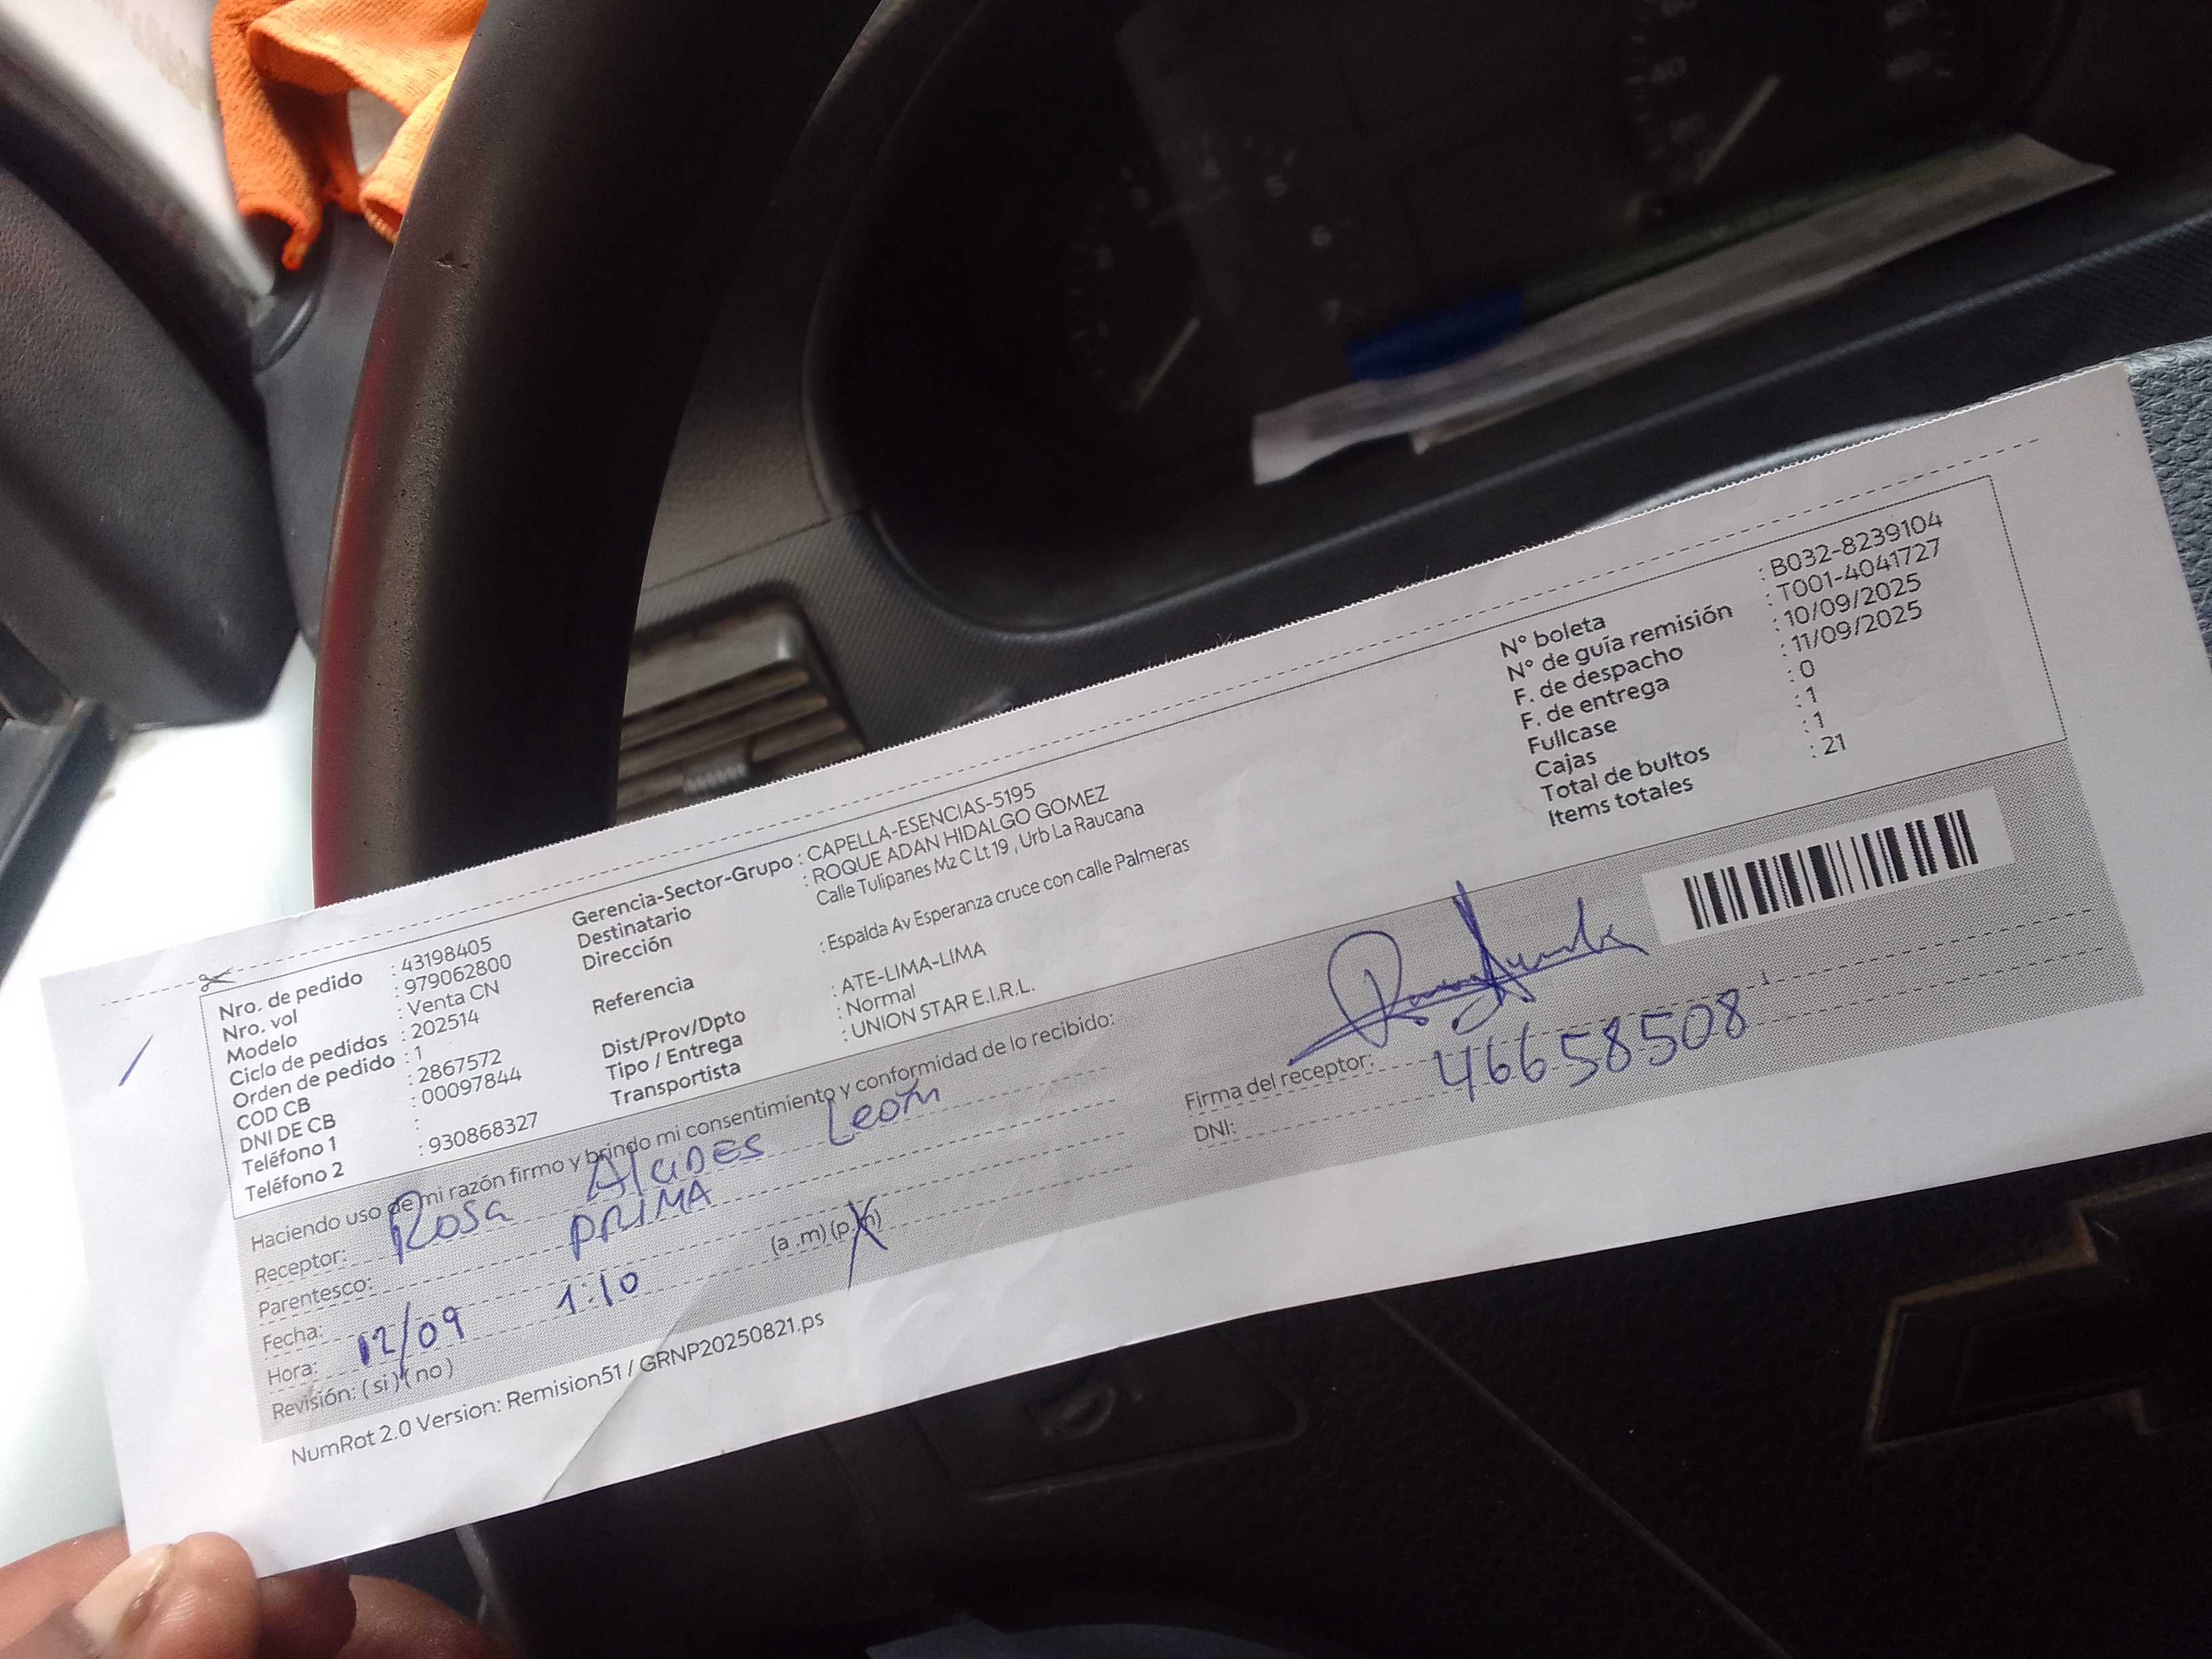 Nro. de pedido : 43198405
Nro. vol : 979062800
Modelo : Venta CN
Ciclo de pedidos : 202514
Orden de pedido : 1
COD CB : 2867572
DNI DE CB : 00097844
Teléfono 1 :
Teléfono 2 : 930868327
Gerencia-Sector-Grupo : CAPELLA-ESENCIAS-5195
Destinatario : ROQUE ADAN HIDALGO GOMEZ
Dirección Calle Tulipanes Mz C Lt 19 , Urb La Raucana
Referencia : Espalda Av Esperanza cruce con calle Palmeras
Dist/Prov/Dpto : ATE-LIMA-LIMA
Tipo / Entrega : Normal
Transportista : UNION STAR E.I.R.L.
N° boleta : B032-8239104
N° de guía remisión : T001-4041727
F. de despacho : 10/09/2025
F. de entrega : 11/09/2025
Fullcase : 0
Cajas : 1
Total de bultos : 1
Items totales : 21
Haciendo uso de mi razón firmo y brindo mi consentimiento y conformidad de lo recibido:
Receptor: Rosa León
Parentesco: PRIMA
Fecha: 12/09
Hora: 1:10 (a .m) (p.m)
Revisión: ( si ) ( no )
Firma del receptor:
DNI: 46658508
NumRot 2.0 Version: Remision51 / GRNP20250821.ps